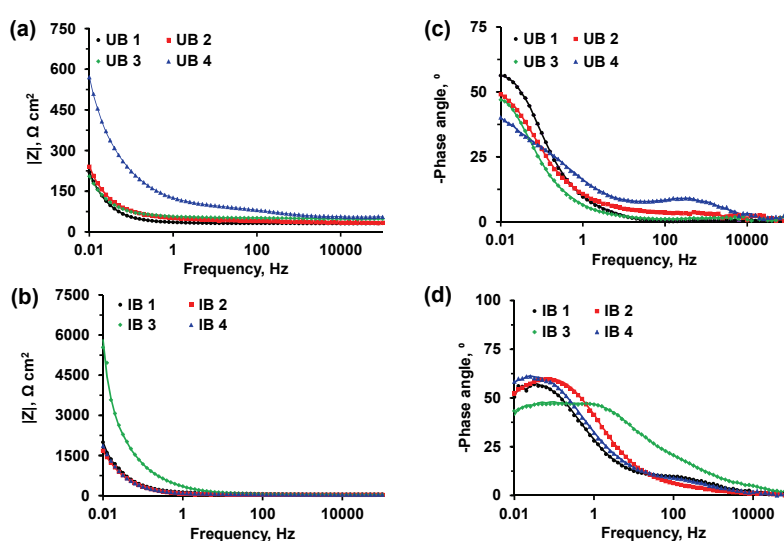 (a)
UB 1 UB 2
UB 3 UB 4
750
600
450
300
150
0
|Z|, Ω cm²
0.01 1 100 10000
Frequency, Hz
(c)
UB 1 UB 2
UB 3 UB 4
75
50
25
0
-Phase angle, º
0.01 1 100 10000
Frequency, Hz
(b)
IB 1 IB 2
IB 3 IB 4
7500
6000
4500
3000
1500
0
|Z|, Ω cm²
0.01 1 100 10000
Frequency, Hz
(d)
IB 1 IB 2
IB 3 IB 4
100
75
50
25
0
-Phase angle, º
0.01 1 100 10000
Frequency, Hz